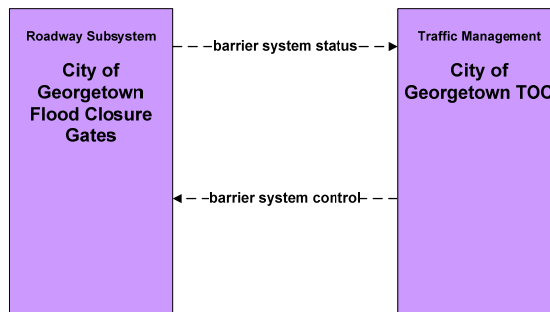 Roadway Subsystem
City of
Georgetown
Flood Closure
Gates
barrier system status
Traffic Management
City of
Georgetown TOC
barrier system control